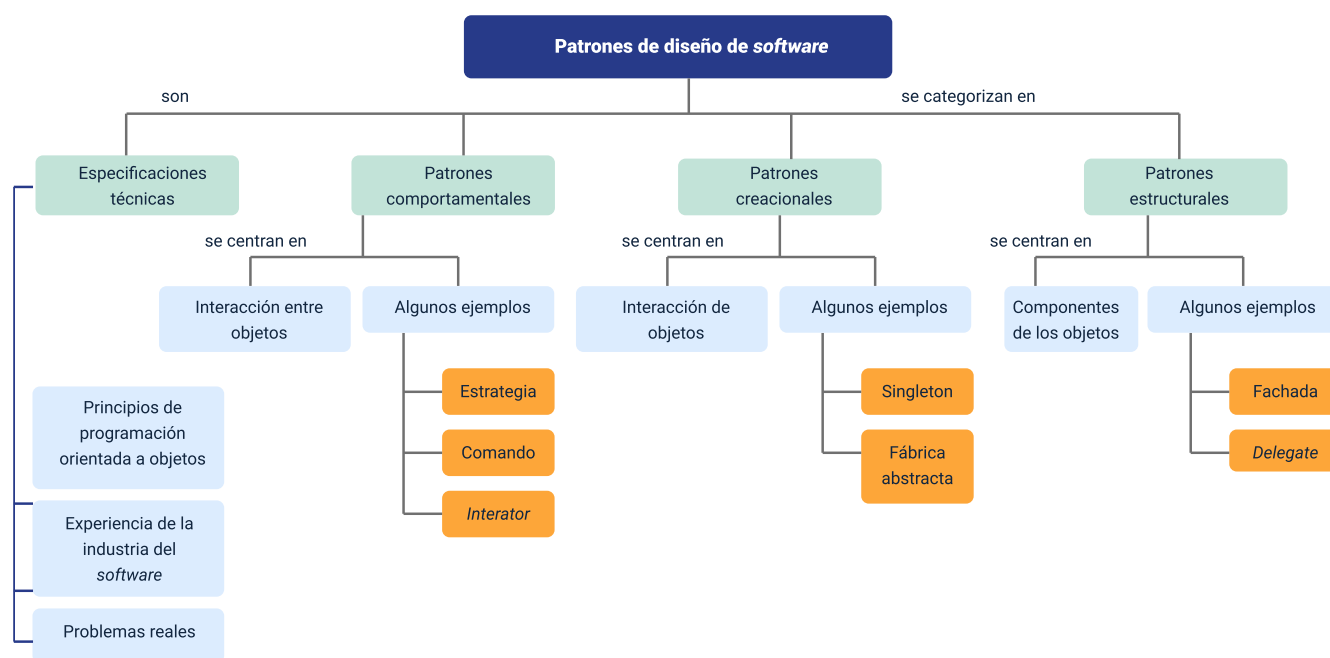 Patrones de diseño de software
son
se categorizan en
Especificaciones
técnicas
Patrones
comportamentales
Patrones
creacionales
Patrones
estructurales
se centran en
se centran en
se centran en
Interacción entre
objetos
Algunos ejemplos
Interacción de
objetos
Algunos ejemplos
Componentes
de los objetos
Algunos ejemplos
Estrategia
Comando
Interator
Singleton
Fábrica
abstracta
Fachada
Delegate
Principios de
programación
orientada a objetos
Experiencia de la
industria del
software
Problemas reales